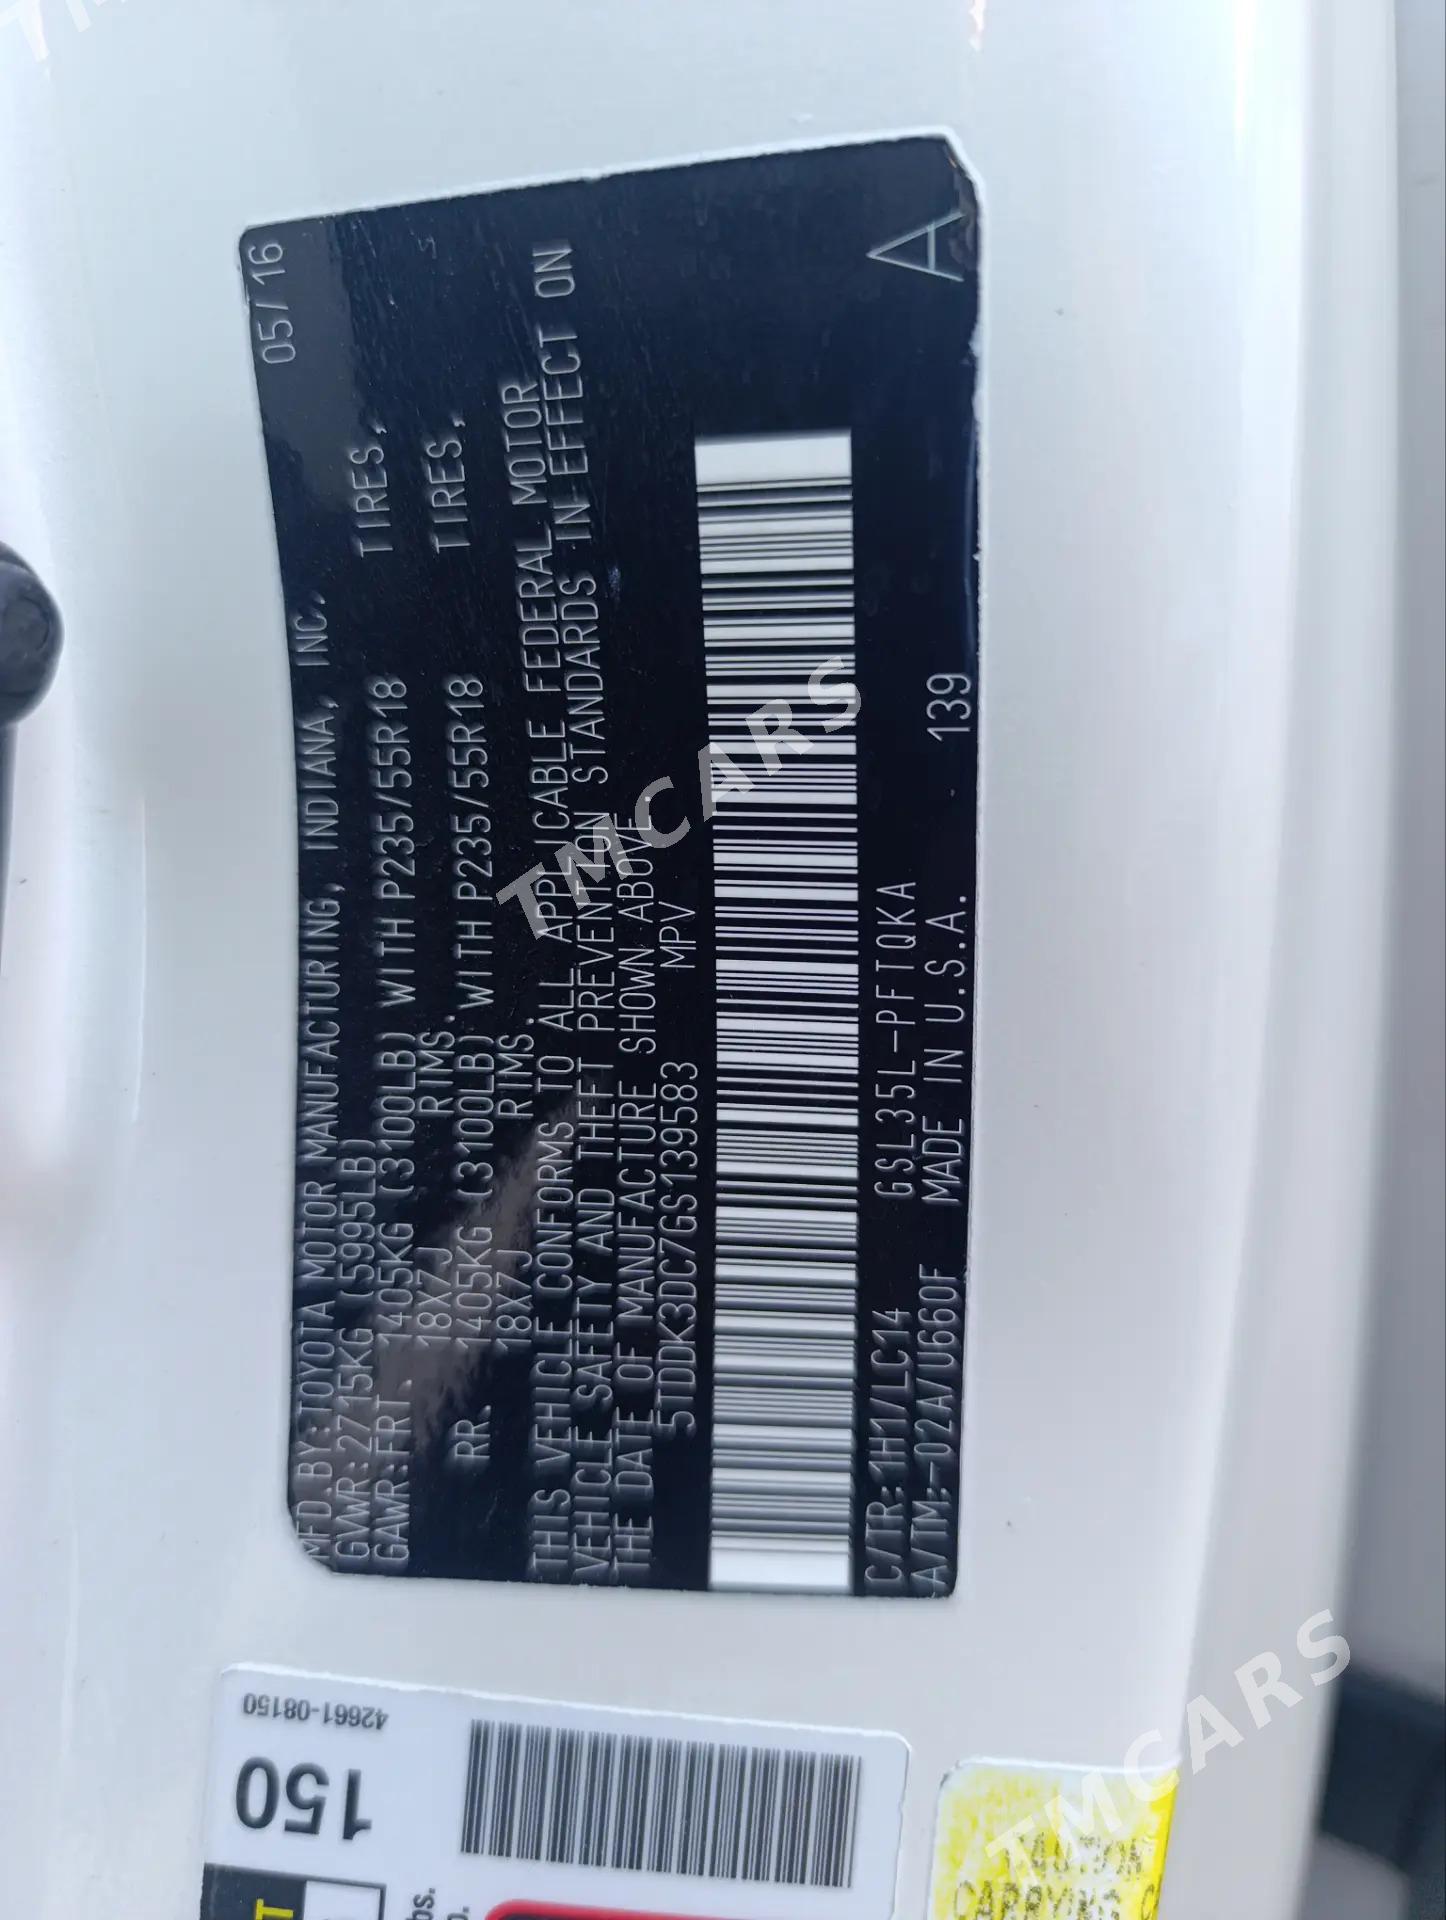 MFD.BY:TOYOTA MOTOR MANUFACTURING, INDIANA, INC. 05/16
GVWR:2715KG (5995LB)
GAWR:FRT. 1405KG (3100LB) WITH P235/55R18 TIRES,
18X7J RIMS.
RR. 1405KG (3100LB) WITH P235/55R18 TIRES,
18X7J RIMS.
THIS VEHICLE CONFORMS TO ALL APPLICABLE FEDERAL MOTOR
VEHICLE SAFETY AND THEFT PREVENTION STANDARDS IN EFFECT ON
THE DATE OF MANUFACTURE SHOWN ABOVE.
5TDDK3DC7GS139583 MPV
C/TR:1H1/LC14 GSL35L-PFTQKA
A/TM:-02A/U660F MADE IN U.S.A. 139
A
42661-08150
150
CAUTION
CARRYING
TMCARS
TMCARS